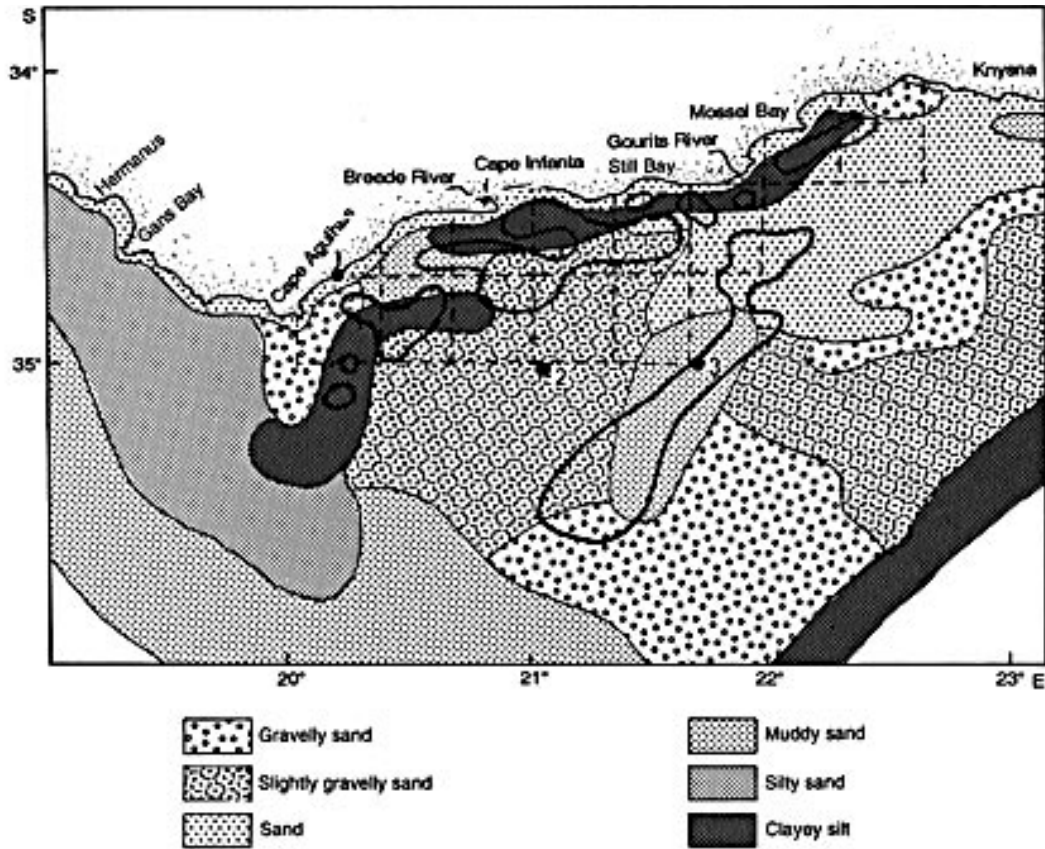 S
34°
Knysna
Mossel Bay
Gourits River
Still Bay
Cape Infanta
Breede River
Hermanus
Gans Bay
Cape Agulhas
35°
2
3
20°
21°
22°
23° E
Gravelly sand
Slightly gravelly sand
Sand
Muddy sand
Silty sand
Clayey silt